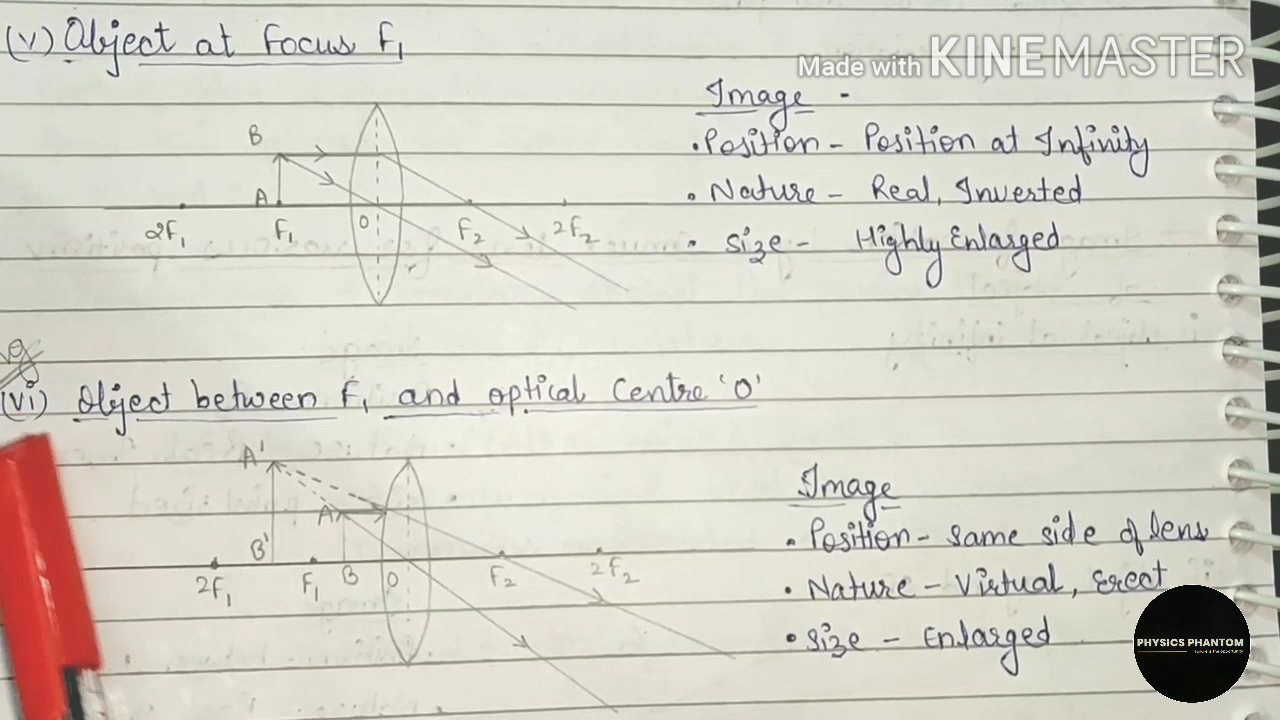 (v) Object at Focus F₁
Made with KINEMASTER
Image -
• Position - Position at Infinity
• Nature - Real, Inverted
• Size - Highly Enlarged
B
A
2F₁ F₁ O F₂ 2F₂
(vi) Object between F₁ and optical Centre 'O'
A'
A
B'
2F₁ F₁ B O F₂ 2F₂
Image
• Position - Same side of lens
• Nature - Virtual, Erect
• Size - Enlarged
PHYSICS PHANTOM